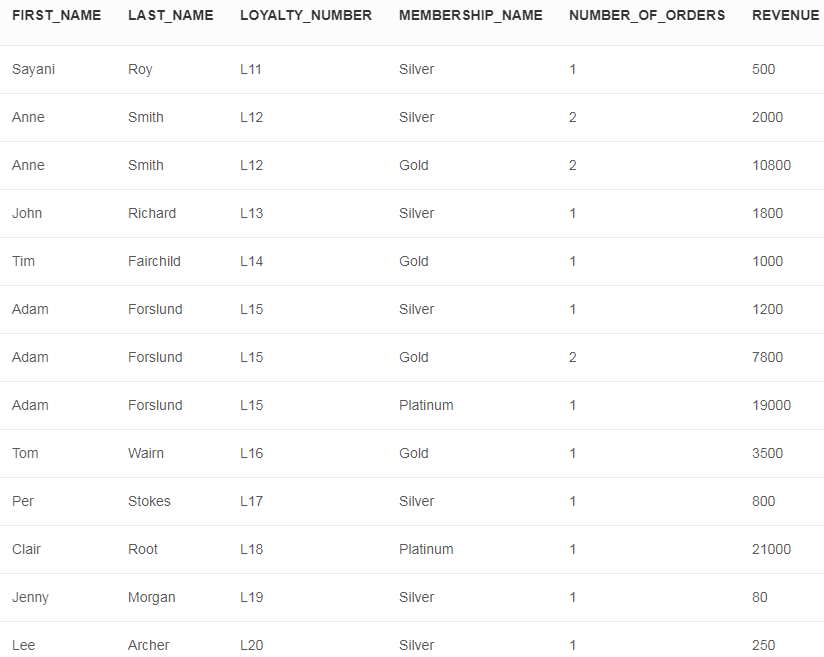 FIRST_NAME LAST_NAME LOYALTY_NUMBER MEMBERSHIP_NAME NUMBER_OF_ORDERS REVENUE
Sayani Roy L11 Silver 1 500
Anne Smith L12 Silver 2 2000
Anne Smith L12 Gold 2 10800
John Richard L13 Silver 1 1800
Tim Fairchild L14 Gold 1 1000
Adam Forslund L15 Silver 1 1200
Adam Forslund L15 Gold 2 7800
Adam Forslund L15 Platinum 1 19000
Tom Wairn L16 Gold 1 3500
Per Stokes L17 Silver 1 800
Clair Root L18 Platinum 1 21000
Jenny Morgan L19 Silver 1 80
Lee Archer L20 Silver 1 250